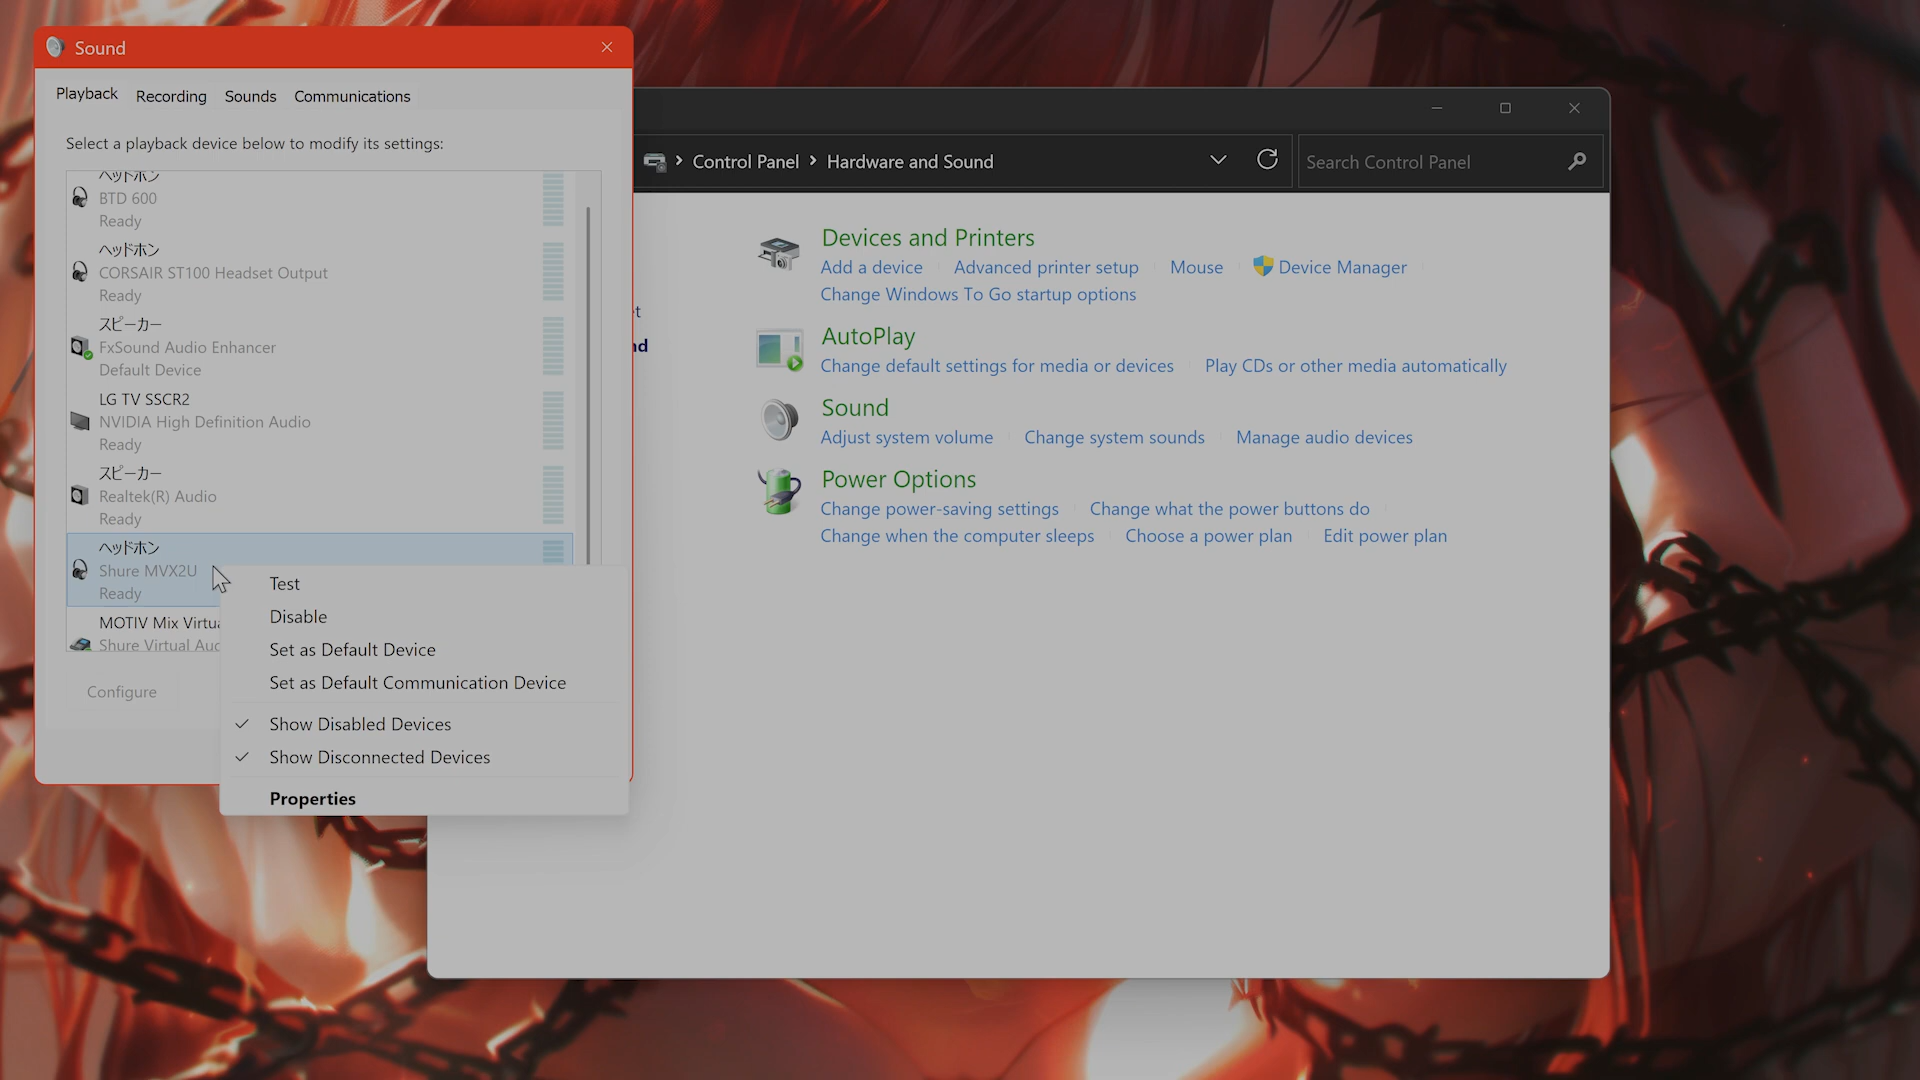 Sound
Playback
Recording
Sounds
Communications
Select a playback device below to modify its settings:
ヘッドホン
BTD 600
Ready
ヘッドホン
CORSAIR ST100 Headset Output
Ready
スピーカー
FxSound Audio Enhancer
Default Device
LG TV SSCR2
NVIDIA High Definition Audio
Ready
スピーカー
Realtek(R) Audio
Ready
ヘッドホン
Shure MVX2U
Ready
MOTIV Mix Virtua
Shure Virtual Aud
Configure
Test
Disable
Set as Default Device
Set as Default Communication Device
Show Disabled Devices
Show Disconnected Devices
Properties
Control Panel
Hardware and Sound
Search Control Panel
Devices and Printers
Add a device
Advanced printer setup
Mouse
Device Manager
Change Windows To Go startup options
AutoPlay
Change default settings for media or devices
Play CDs or other media automatically
Sound
Adjust system volume
Change system sounds
Manage audio devices
Power Options
Change power-saving settings
Change what the power buttons do
Change when the computer sleeps
Choose a power plan
Edit power plan